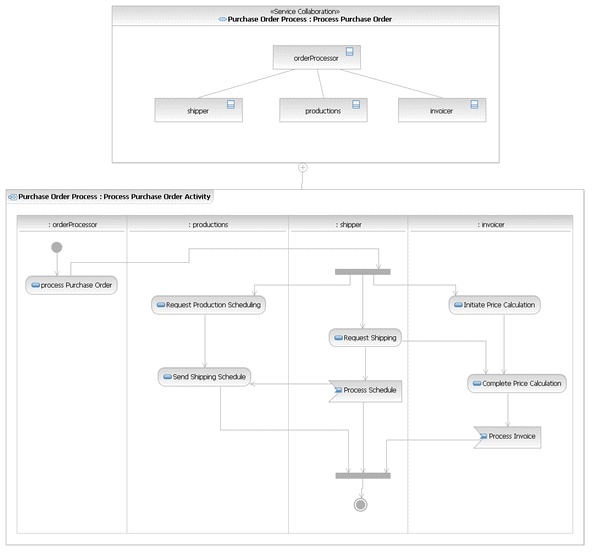 «Service Collaboration»
Purchase Order Process : Process Purchase Order
orderProcessor
shipper
productions
invoicer
Purchase Order Process : Process Purchase Order Activity
: orderProcessor
: productions
: shipper
: invoicer
process Purchase Order
Request Production Scheduling
Initiate Price Calculation
Request Shipping
Send Shipping Schedule
Process Schedule
Complete Price Calculation
Process Invoice